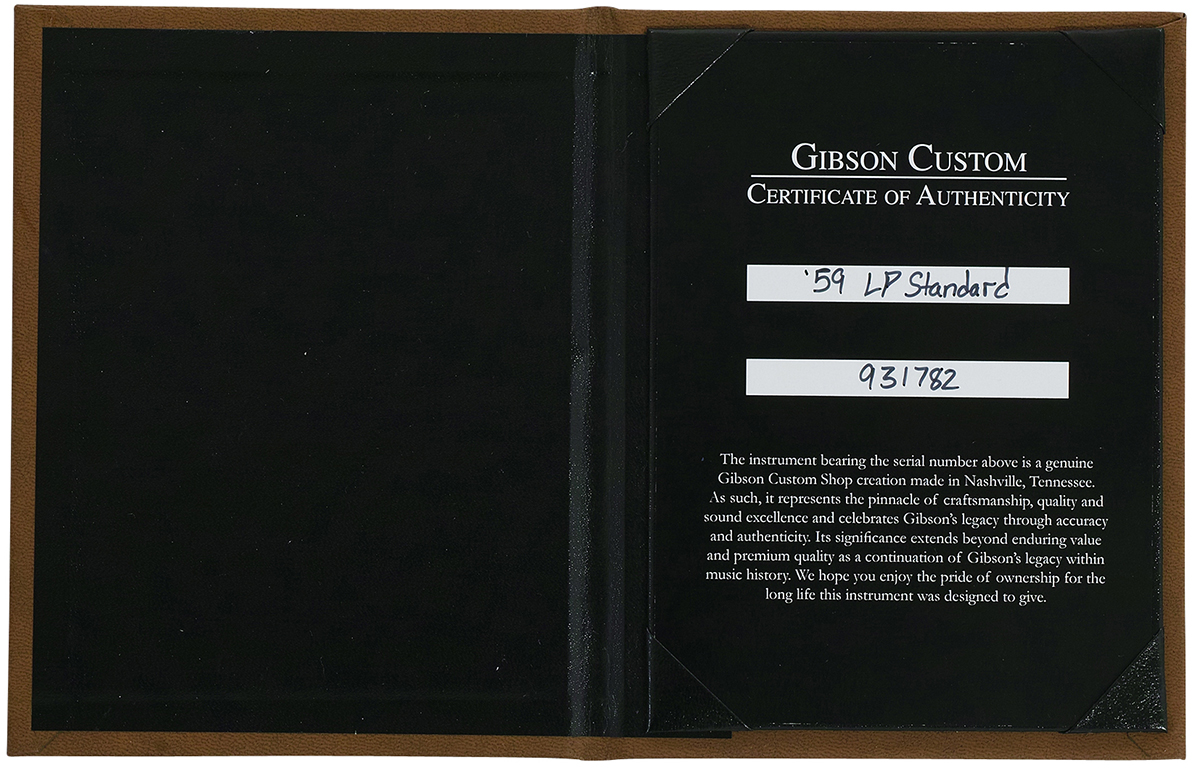 GIBSON CUSTOM
CERTIFICATE OF AUTHENTICITY
'59 LP Standard
931782
The instrument bearing the serial number above is a genuine
Gibson Custom Shop creation made in Nashville, Tennessee.
As such, it represents the pinnacle of craftsmanship, quality and
sound excellence and celebrates Gibson's legacy through accuracy
and authenticity. Its significance extends beyond enduring value
and premium quality as a continuation of Gibson's legacy within
music history. We hope you enjoy the pride of ownership for the
long life this instrument was designed to give.